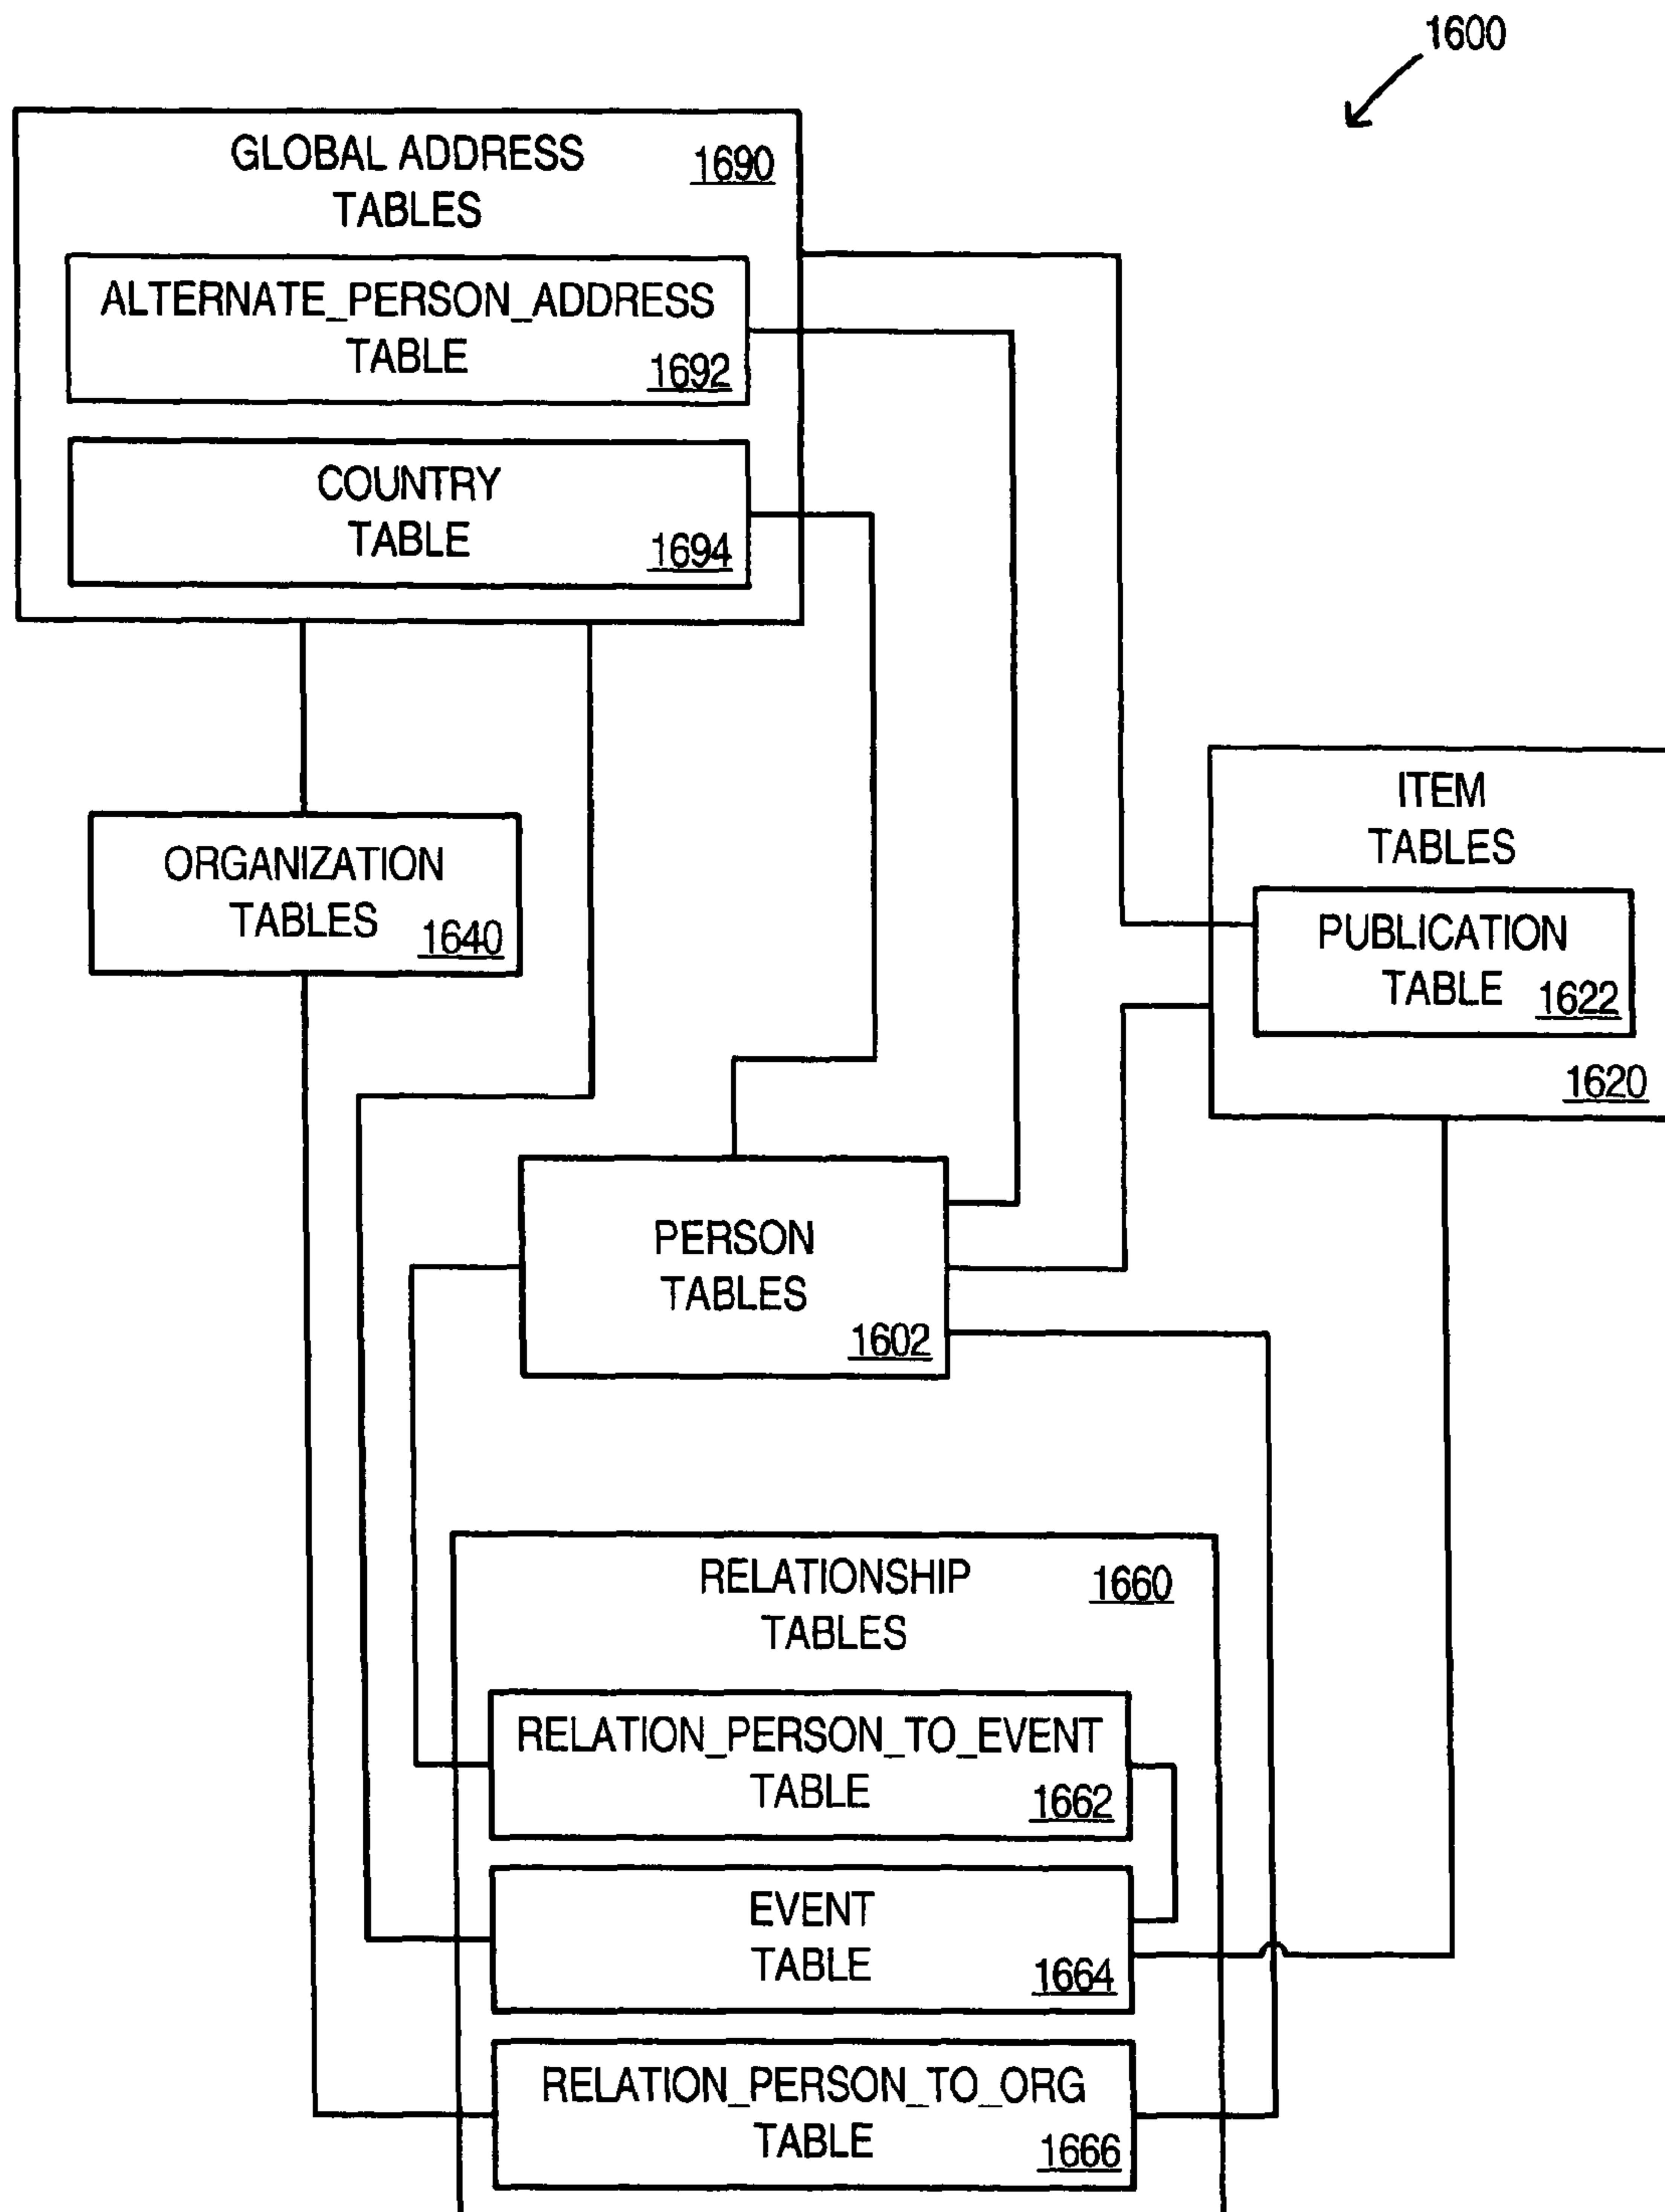 1600
GLOBAL ADDRESS
TABLES
1690
ALTERNATE_PERSON_ADDRESS
TABLE
1692
COUNTRY
TABLE
1694
ORGANIZATION
TABLES
1640
ITEM
TABLES
PUBLICATION
TABLE
1622
1620
PERSON
TABLES
1602
RELATIONSHIP
TABLES
1660
RELATION_PERSON_TO_EVENT
TABLE
1662
EVENT
TABLE
1664
RELATION_PERSON_TO_ORG
TABLE
1666